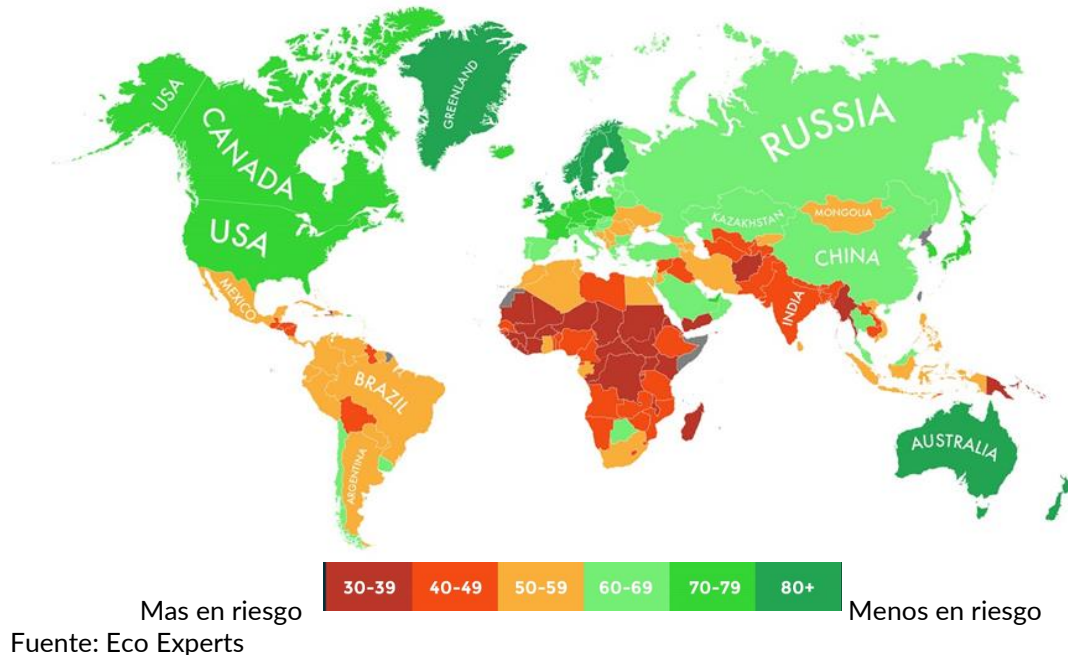 GREENLAND
USA
CANADA
RUSSIA
USA
KAZAKHSTAN
MONGOLIA
CHINA
MEXICO
INDIA
BRAZIL
AUSTRALIA
ARGENTINA
30-39 40-49 50-59 60-69 70-79 80+
Mas en riesgo Menos en riesgo
Fuente: Eco Experts